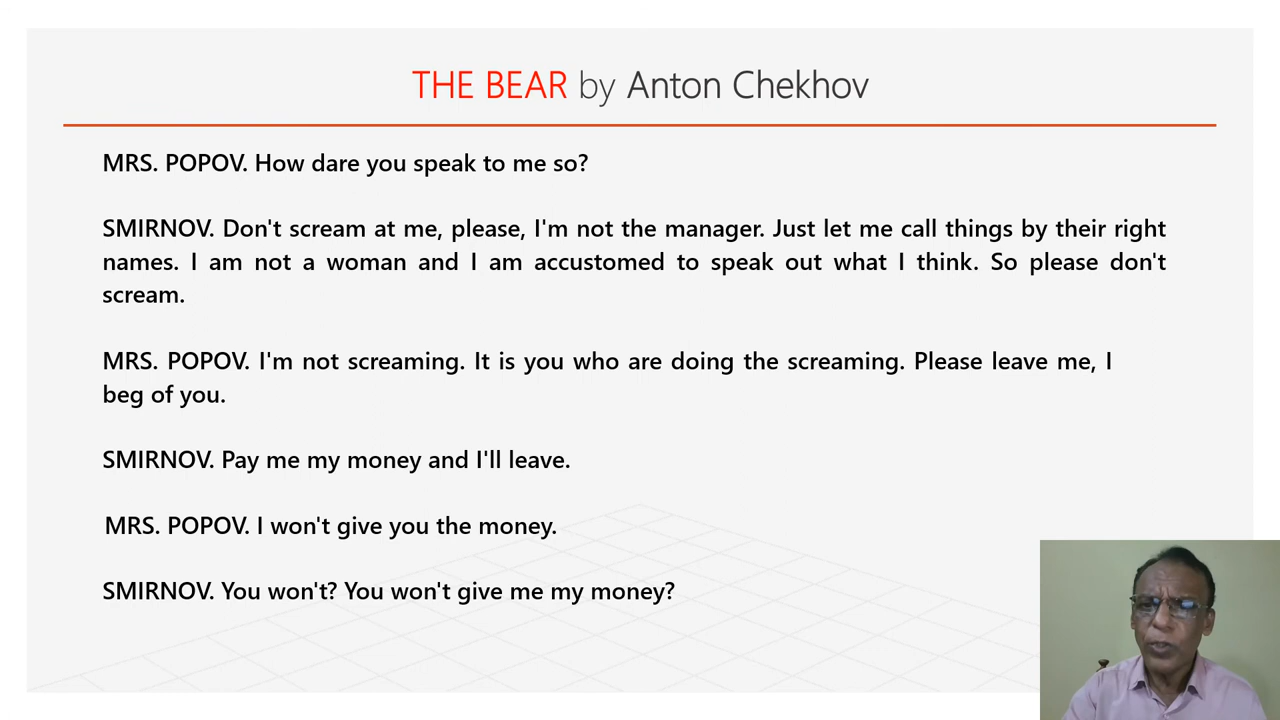 THE BEAR by Anton Chekhov
MRS. POPOV. How dare you speak to me so?
SMIRNOV. Don't scream at me, please, I'm not the manager. Just let me call things by their right
names. I am not a woman and I am accustomed to speak out what I think. So please don't
scream.
MRS. POPOV. I'm not screaming. It is you who are doing the screaming. Please leave me, I
beg of you.
SMIRNOV. Pay me my money and I'll leave.
MRS. POPOV. I won't give you the money.
SMIRNOV. You won't? You won't give me my money?